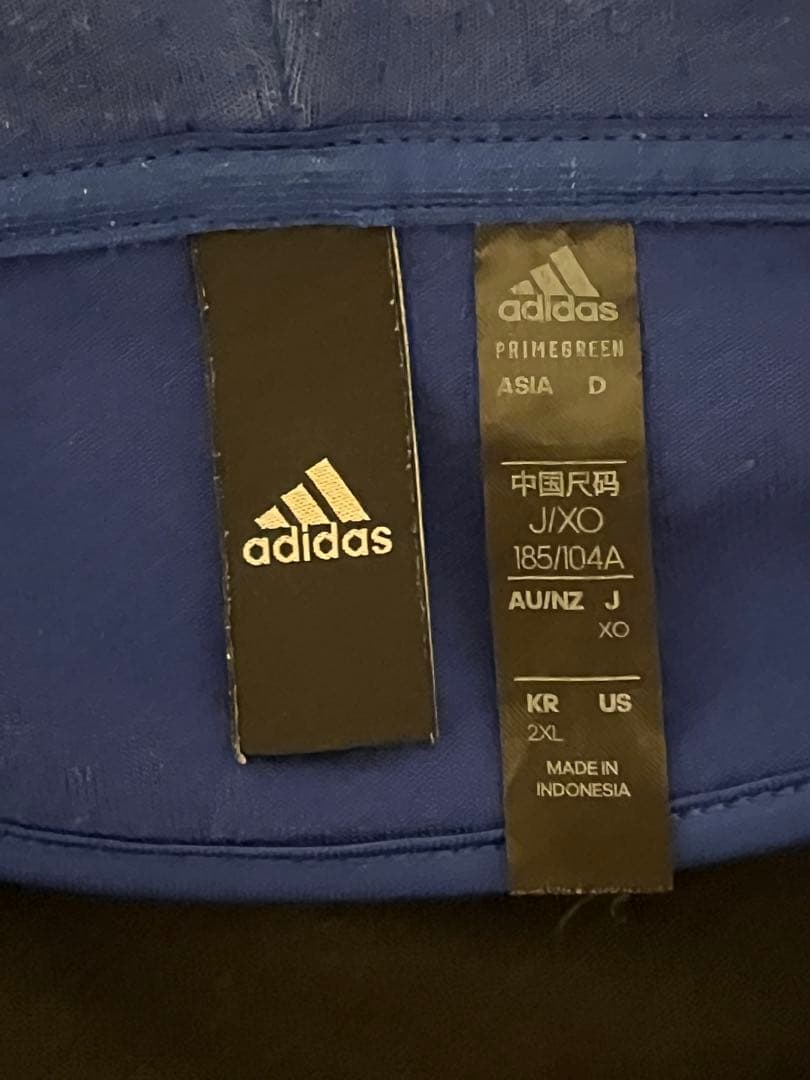 adidas
adidas
PRIMEGREEN
ASIA D
中国尺码
J/XO
185/104A
AU/NZ J
XO
KR US
2XL
MADE IN
INDONESIA